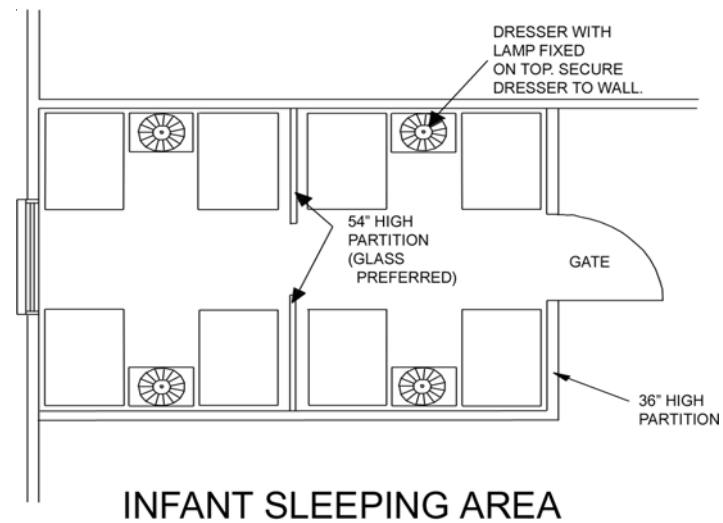 DRESSER WITH
LAMP FIXED
ON TOP. SECURE
DRESSER TO WALL.
54" HIGH
PARTITION
(GLASS
PREFERRED)
GATE
36" HIGH
PARTITION
INFANT SLEEPING AREA